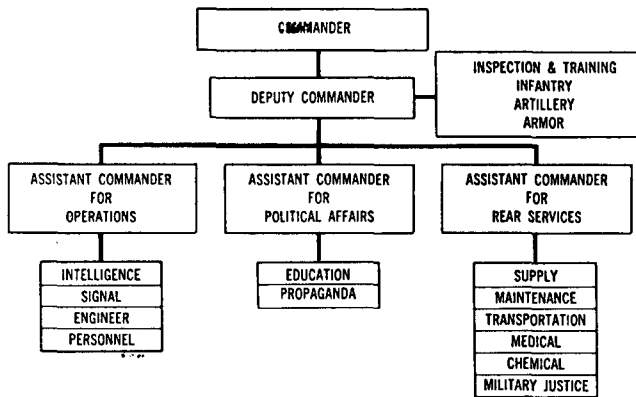 COMMANDER
DEPUTY COMMANDER
INSPECTION & TRAINING
INFANTRY
ARTILLERY
ARMOR
ASSISTANT COMMANDER
FOR
OPERATIONS
ASSISTANT COMMANDER
FOR
POLITICAL AFFAIRS
ASSISTANT COMMANDER
FOR
REAR SERVICES
INTELLIGENCE
SIGNAL
ENGINEER
PERSONNEL
EDUCATION
PROPAGANDA
SUPPLY
MAINTENANCE
TRANSPORTATION
MEDICAL
CHEMICAL
MILITARY JUSTICE